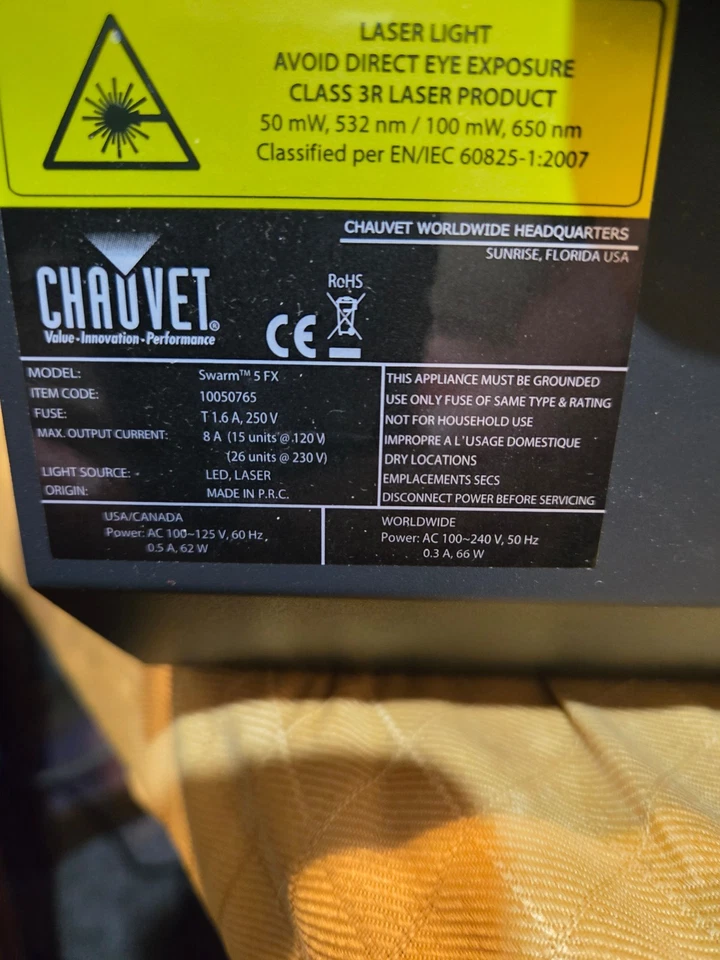 LASER LIGHT
AVOID DIRECT EYE EXPOSURE
CLASS 3R LASER PRODUCT
50 mW, 532 nm / 100 mW, 650 nm
Classified per EN/IEC 60825-1:2007
CHAUVET WORLDWIDE HEADQUARTERS
SUNRISE, FLORIDA USA
CHAUVET®
Value•Innovation•Performance
CE
RoHS
MODEL: Swarm™ 5 FX
ITEM CODE: 10050765
FUSE: T 1.6 A, 250 V
MAX. OUTPUT CURRENT: 8 A (15 units @ 120 V)
(26 units @ 230 V)
LIGHT SOURCE: LED, LASER
ORIGIN: MADE IN P.R.C.
THIS APPLIANCE MUST BE GROUNDED
USE ONLY FUSE OF SAME TYPE & RATING
NOT FOR HOUSEHOLD USE
IMPROPRE A L'USAGE DOMESTIQUE
DRY LOCATIONS
EMPLACEMENTS SECS
DISCONNECT POWER BEFORE SERVICING
USA/CANADA
Power: AC 100~125 V, 60 Hz,
0.5 A, 62 W
WORLDWIDE
Power: AC 100~240 V, 50 Hz
0.3 A, 66 W